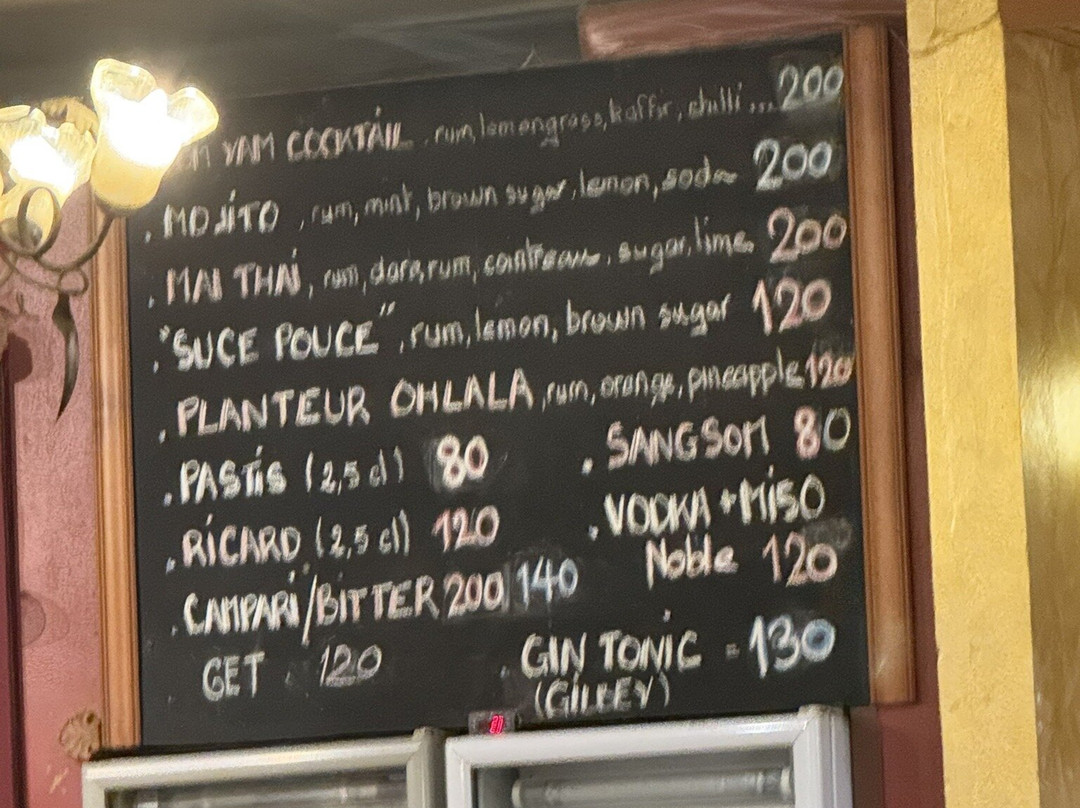 YAM COCKTAIL . rum, lemongrass, kaffir, chilli ... 200
. MOJITO , rum, mint, brown sugar, lemon, soda 200
. MAI THAI, rum, dark rum, cointreau, sugar, lime 200
. "SUCE POUCE" , rum, lemon, brown sugar 120
. PLANTEUR OHLALA , rum, orange, pineapple 120
. PASTIS (2,5 cl) 80
. SANGSOM 80
. RICARD (2,5 cl) 120
. VODKA + MISO
Noble 120
. CAMPARI/BITTER 200 140
. GET . 120
. GIN TONIC = 130
(GILBEY)